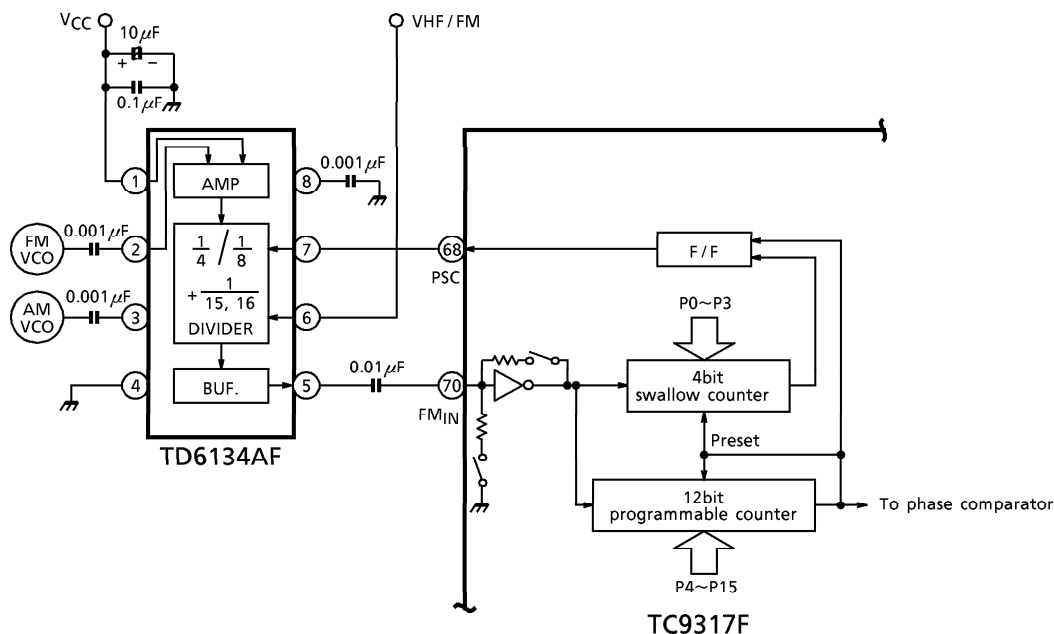 VCC
10μF
+ −
0.1μF
VHF / FM
1
AMP
8
0.001μF
FM
VCO
0.001μF
2
1/4 / 1/8
+ 1/15, 16
DIVIDER
7
68
PSC
F/F
AM
VCO
0.001μF
3
6
P0~P3
4
BUF.
5
0.01μF
70
FMIN
4bit
swallow counter
Preset
TD6134AF
12bit
programmable counter
To phase comparator
P4~P15
TC9317F